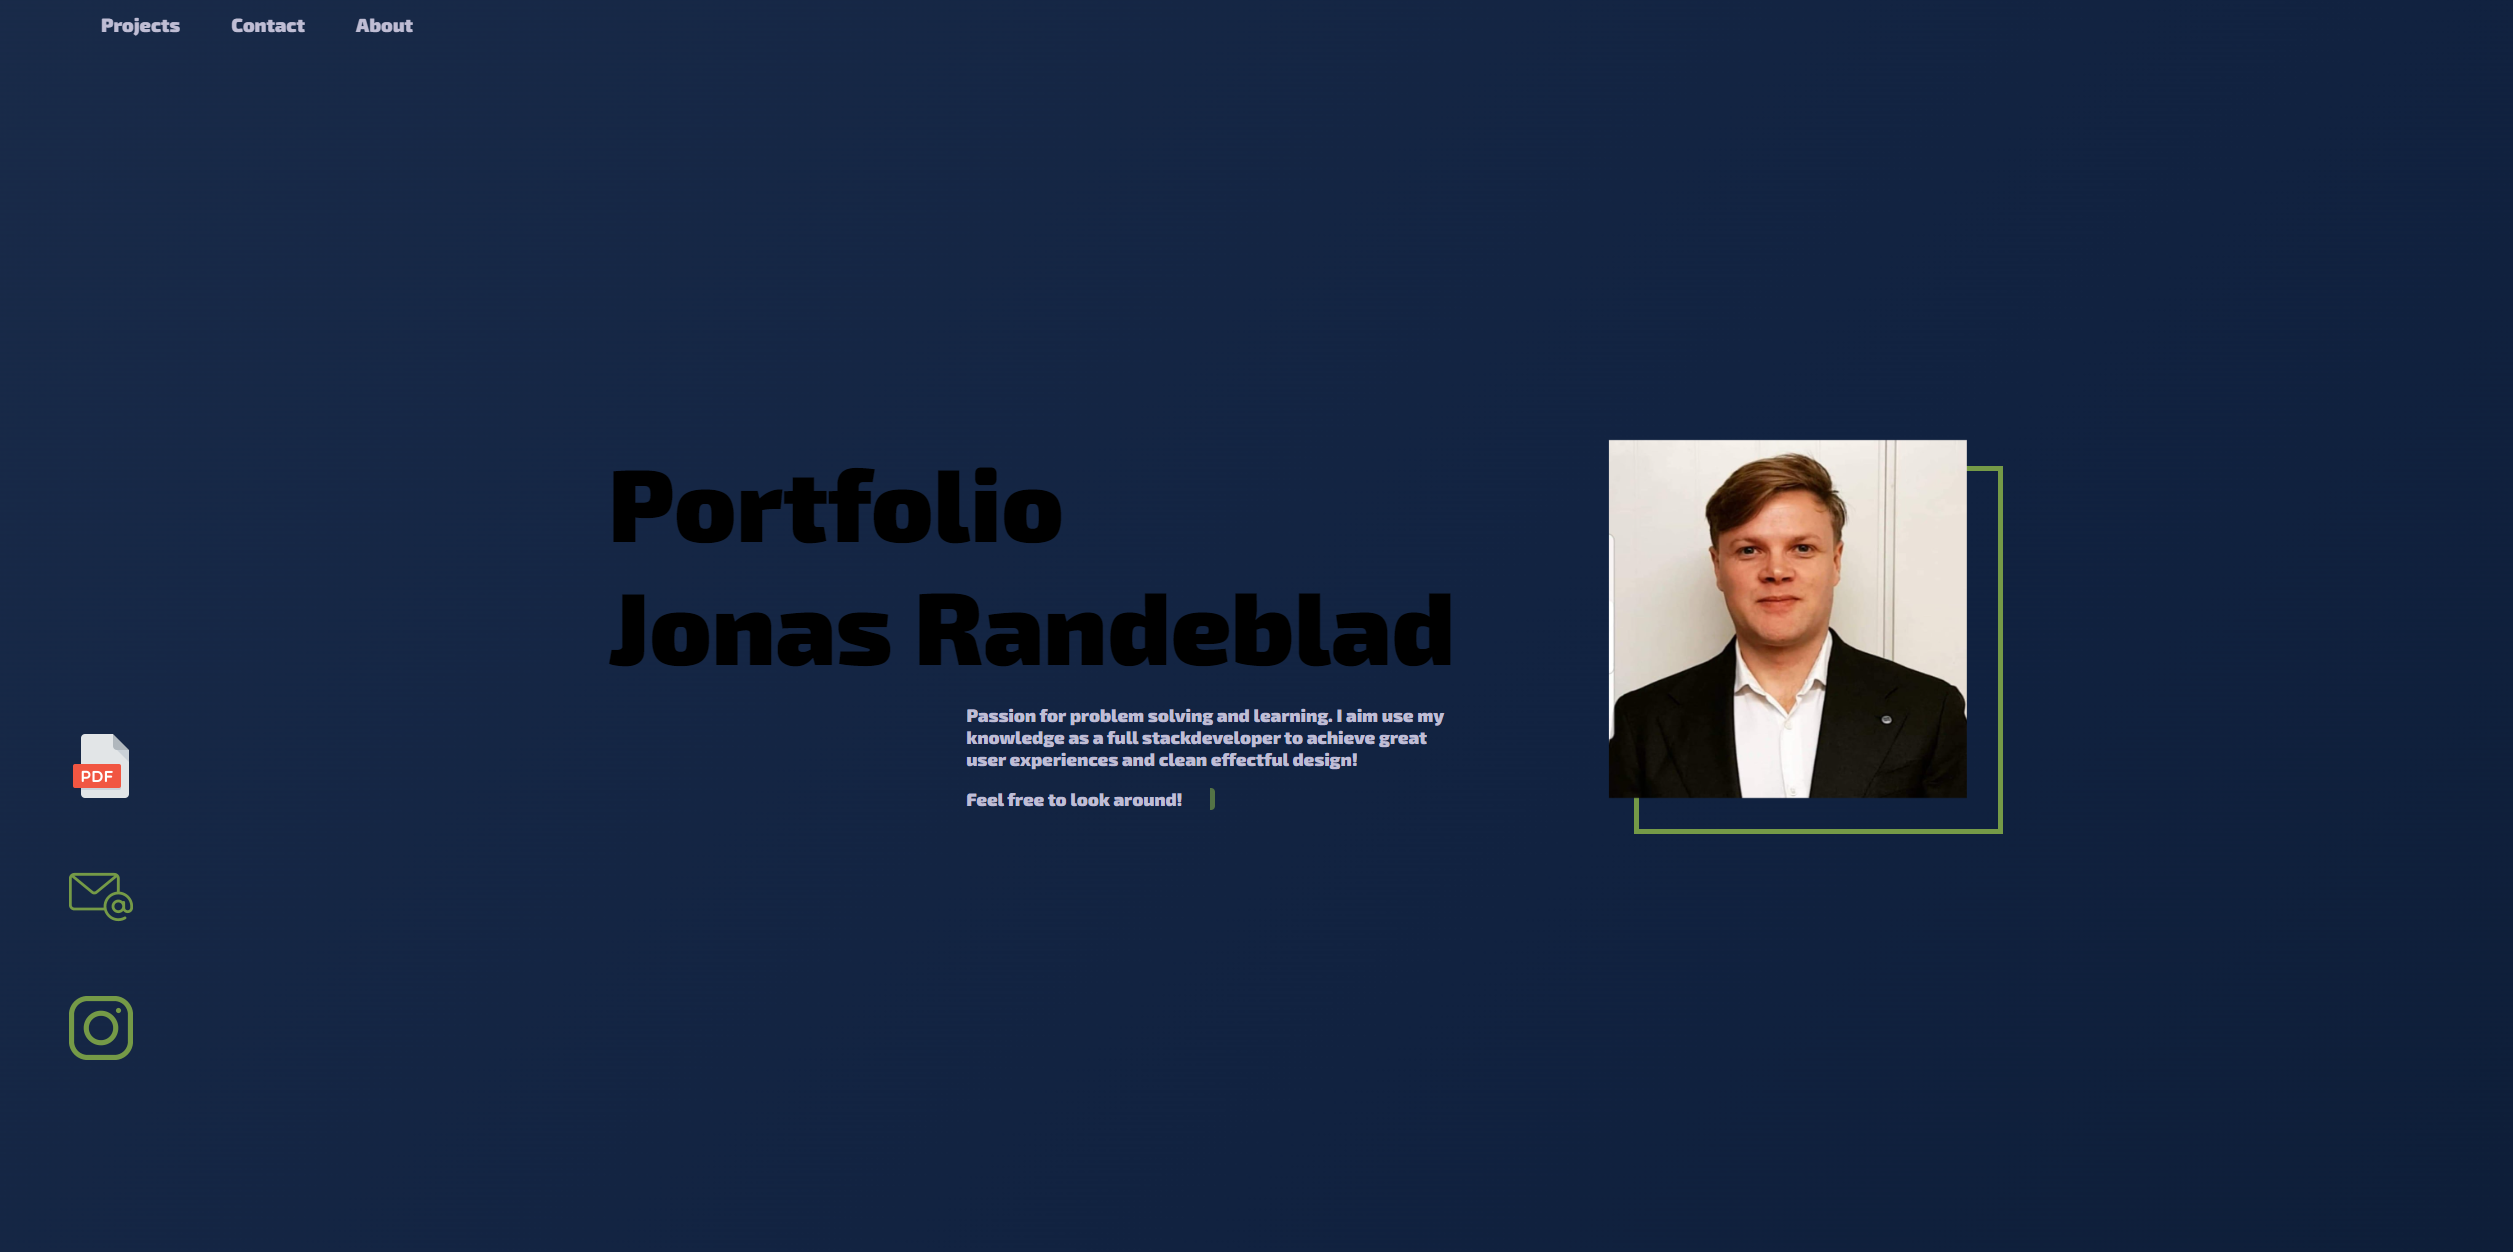 Projects Contact About
Portfolio
Jonas Randeblad
Passion for problem solving and learning. I aim use my
knowledge as a full stackdeveloper to achieve great
user experiences and clean effectful design!
Feel free to look around!
PDF
@